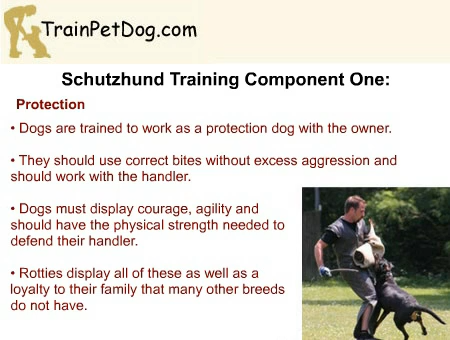 TrainPetDog.com
Schutzhund Training Component One:
Protection
• Dogs are trained to work as a protection dog with the owner.
• They should use correct bites without excess aggression and
should work with the handler.
• Dogs must display courage, agility and
should have the physical strength needed to
defend their handler.
• Rotties display all of these as well as a
loyalty to their family that many other breeds
do not have.